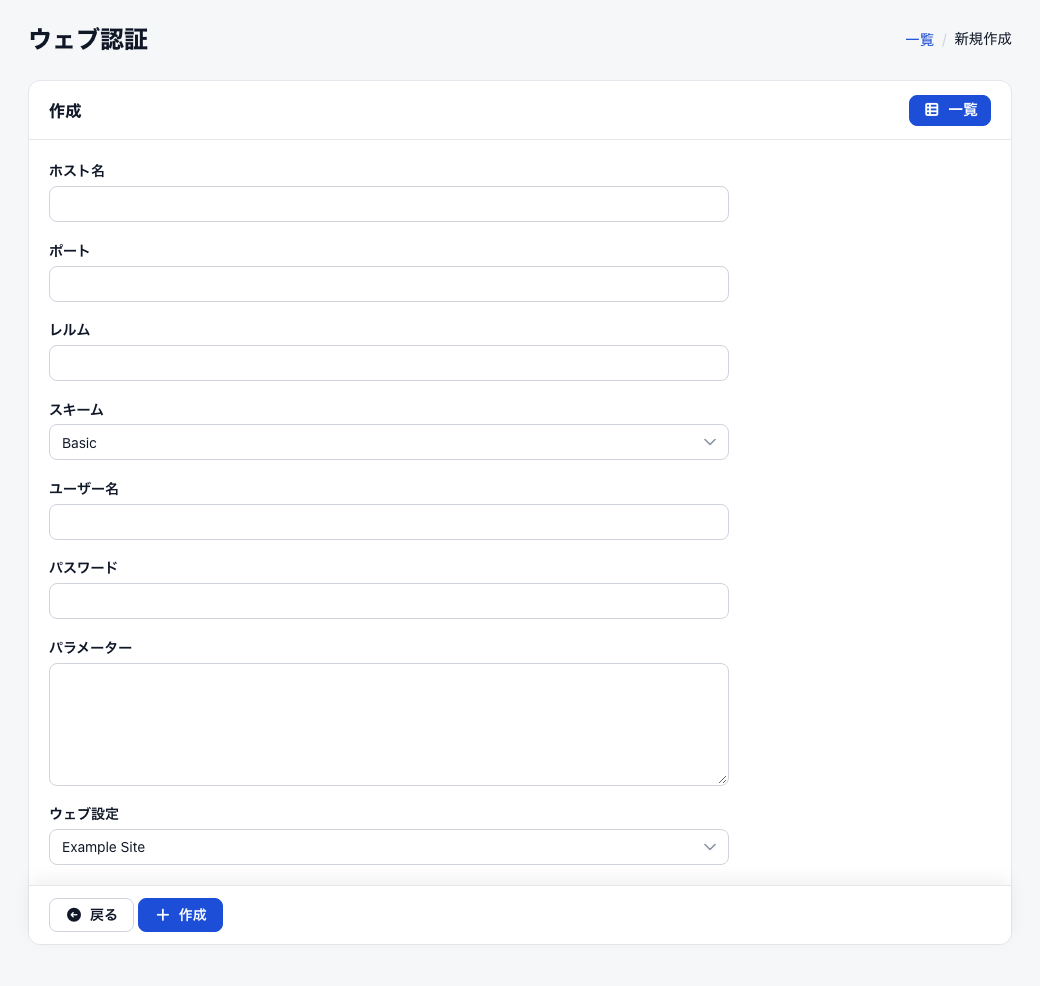 ウェブ認証
一覧 / 新規作成
作成
一覧
ホスト名
ポート
レルム
スキーム
Basic
ユーザー名
パスワード
パラメーター
ウェブ設定
Example Site
戻る
作成